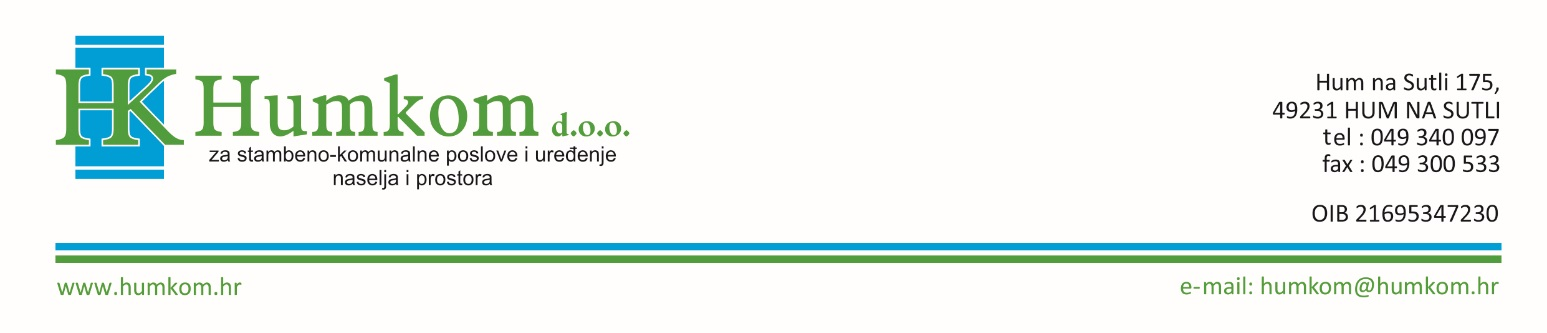 HK Humkom d.o.o.
za stambeno-komunalne poslove i uređenje
naselja i prostora
Hum na Sutli 175,
49231 HUM NA SUTLI
tel : 049 340 097
fax : 049 300 533
OIB 21695347230
www.humkom.hr
e-mail: humkom@humkom.hr